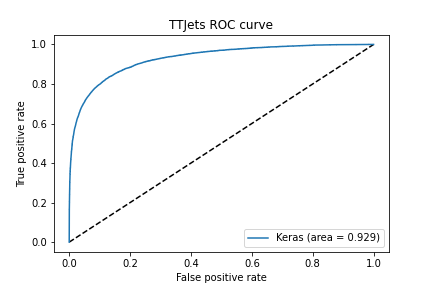 TTJets ROC curve
True positive rate
1.0
0.8
0.6
0.4
0.2
0.0
Keras (area = 0.929)
0.0 0.2 0.4 0.6 0.8 1.0
False positive rate